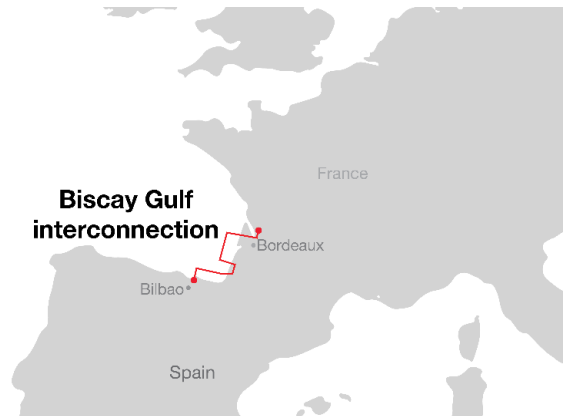 France
Biscay Gulf
interconnection
Bordeaux
Bilbao
Spain